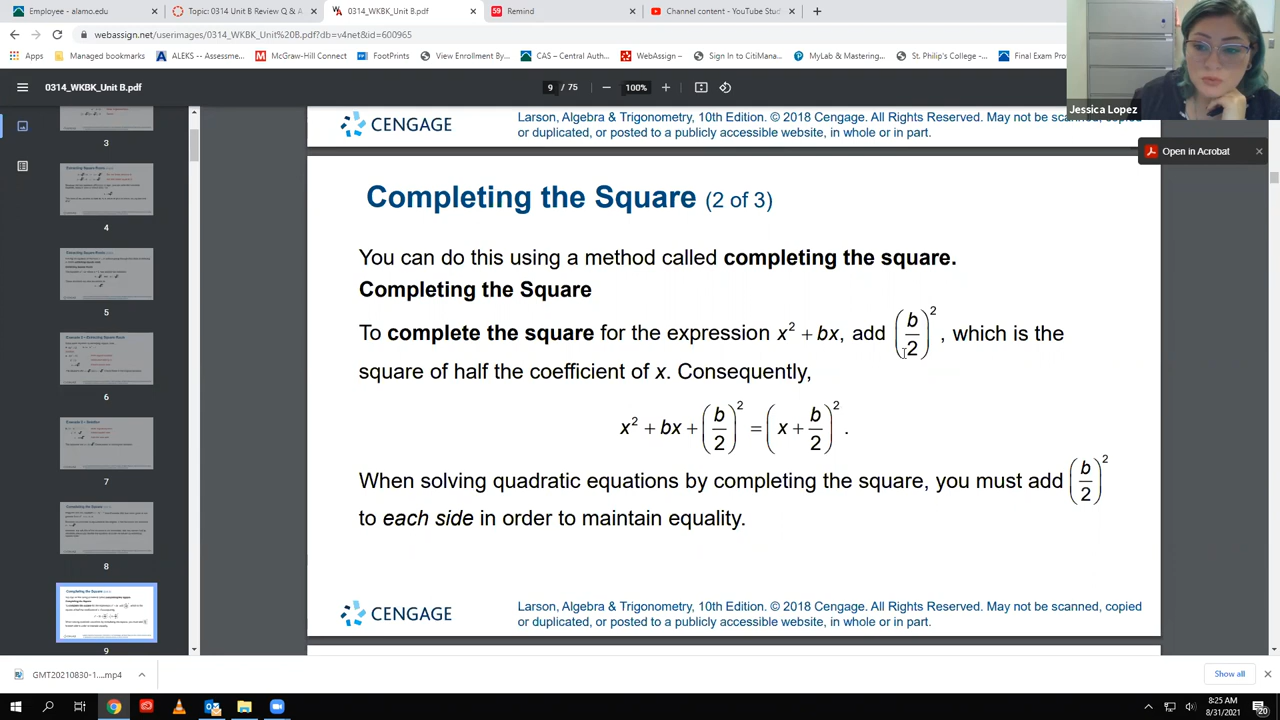 Employee - alamo.edu
Topic: 0314 Unit B Review Q & A
0314_WKBK_Unit B.pdf
Remind
Channel content - YouTube Stud
webassign.net/userimages/0314_WKBK_Unit%20B.pdf?db=v4net&id=600965
Apps
Managed bookmarks
ALEKS -- Assessme...
McGraw-Hill Connect
FootPrints
View Enrollment By...
CAS – Central Auth...
WebAssign
Sign In to CitiMana...
MyLab & Mastering...
St. Philip's College -...
Final Exam Pro
0314_WKBK_Unit B.pdf
9 / 75
100%
Jessica Lopez
Open in Acrobat
3
4
5
6
7
8
9
CENGAGE
Larson, Algebra & Trigonometry, 10th Edition. © 2018 Cengage. All Rights Reserved. May not be scanned, copied
or duplicated, or posted to a publicly accessible website, in whole or in part.
Completing the Square (2 of 3)
You can do this using a method called completing the square.
Completing the Square
To complete the square for the expression x² + bx, add (b/2)², which is the
square of half the coefficient of x. Consequently,
x² + bx + (b/2)² = (x + b/2)².
When solving quadratic equations by completing the square, you must add (b/2)²
to each side in order to maintain equality.
CENGAGE
Larson, Algebra & Trigonometry, 10th Edition. © 2018 Cengage. All Rights Reserved. May not be scanned, copied
or duplicated, or posted to a publicly accessible website, in whole or in part.
GMT20210830-1....mp4
Show all
8:25 AM
8/31/2021
20